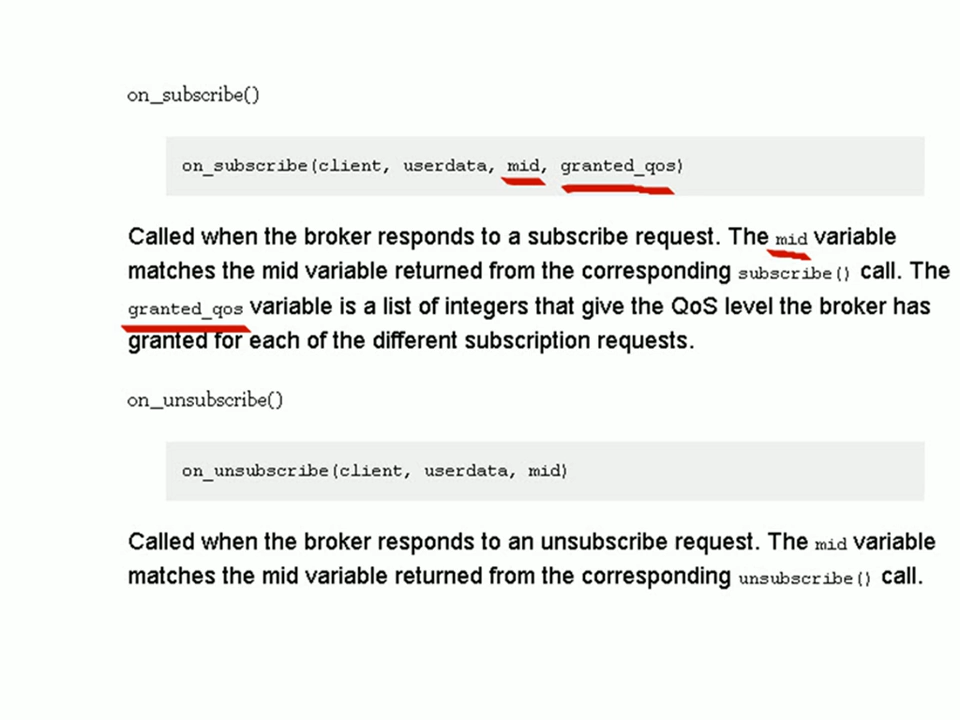 on_subscribe()
on_subscribe(client, userdata, mid, granted_qos)
Called when the broker responds to a subscribe request. The mid variable
matches the mid variable returned from the corresponding subscribe() call. The
granted_qos variable is a list of integers that give the QoS level the broker has
granted for each of the different subscription requests.
on_unsubscribe()
on_unsubscribe(client, userdata, mid)
Called when the broker responds to an unsubscribe request. The mid variable
matches the mid variable returned from the corresponding unsubscribe() call.